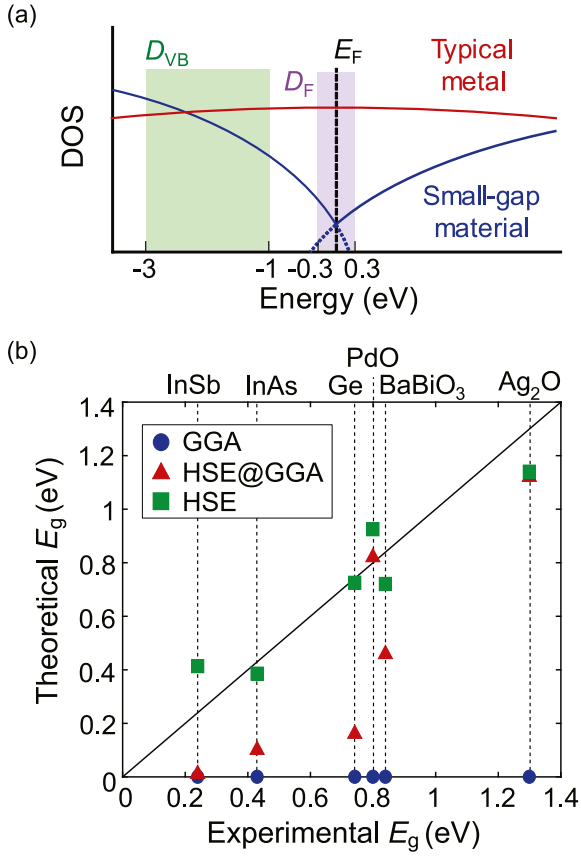 (a)
D_VB
D_F
E_F
Typical
metal
DOS
Small-gap
material
-3
-1
-0.3
0.3
Energy (eV)
(b)
PdO
InSb
InAs
Ge
BaBiO₃
Ag₂O
1.4
1.2
1.0
0.8
0.6
0.4
0.2
0
GGA
HSE@GGA
HSE
Theoretical E_g (eV)
0
0.2
0.4
0.6
0.8
1.0
1.2
1.4
Experimental E_g (eV)